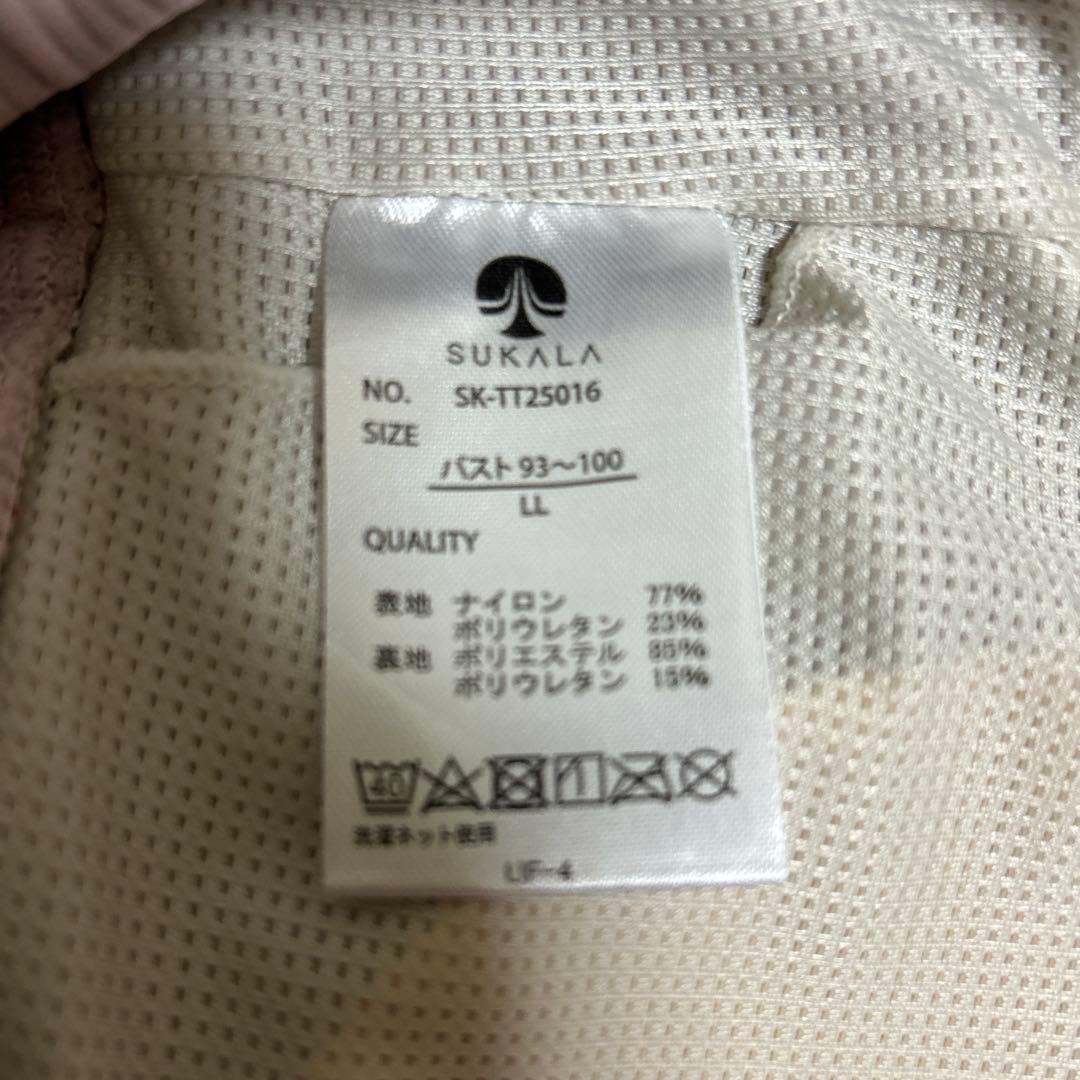 SUKALA
NO. SK-TT25016
SIZE
バスト 93～100
LL
QUALITY
表地 ナイロン 77%
ポリウレタン 23%
裏地 ポリエステル 85%
ポリウレタン 15%
40
洗濯ネット使用
UF-4